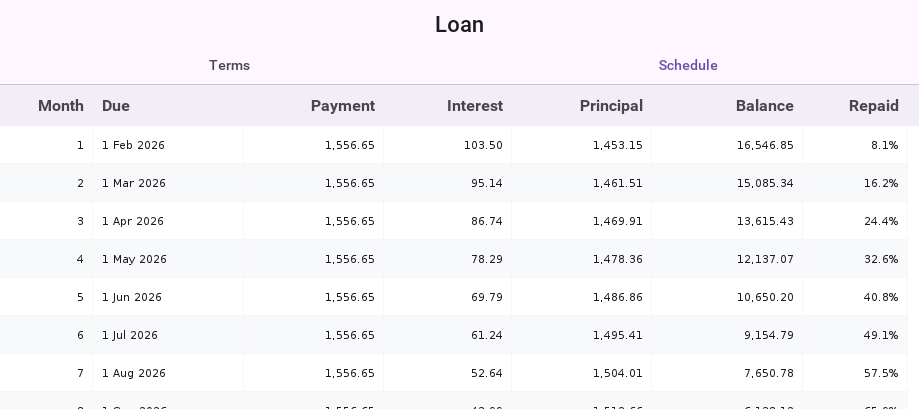 Loan
Terms Schedule
Month Due Payment Interest Principal Balance Repaid
1 1 Feb 2026 1,556.65 103.50 1,453.15 16,546.85 8.1%
2 1 Mar 2026 1,556.65 95.14 1,461.51 15,085.34 16.2%
3 1 Apr 2026 1,556.65 86.74 1,469.91 13,615.43 24.4%
4 1 May 2026 1,556.65 78.29 1,478.36 12,137.07 32.6%
5 1 Jun 2026 1,556.65 69.79 1,486.86 10,650.20 40.8%
6 1 Jul 2026 1,556.65 61.24 1,495.41 9,154.79 49.1%
7 1 Aug 2026 1,556.65 52.64 1,504.01 7,650.78 57.5%